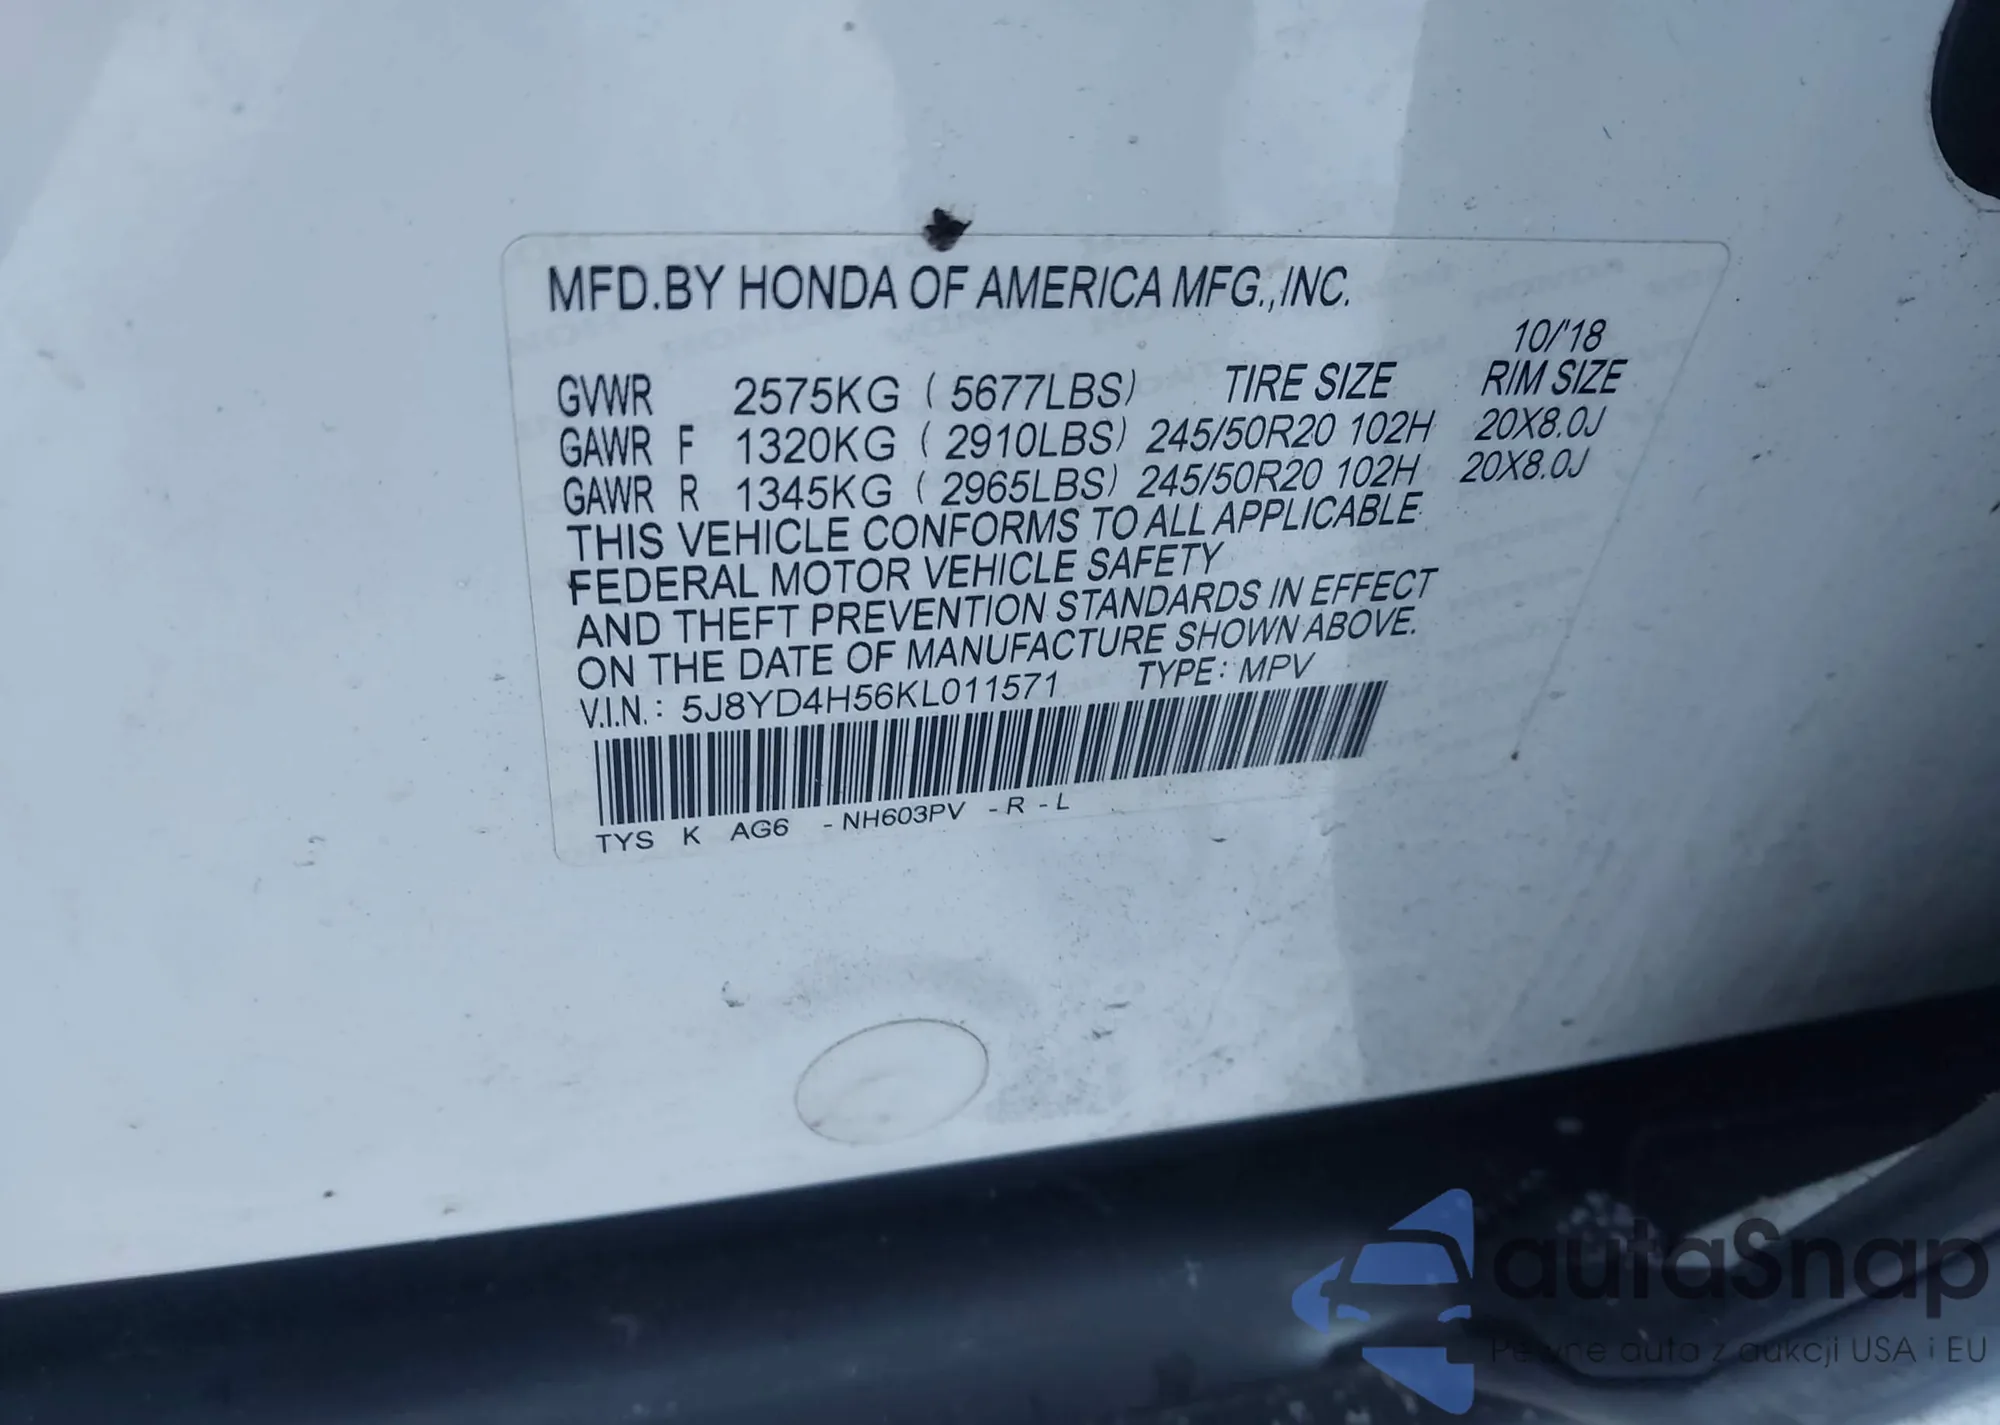 MFD.BY HONDA OF AMERICA MFG.,INC.
10/'18
GVWR 2575KG ( 5677LBS) TIRE SIZE RIM SIZE
GAWR F 1320KG ( 2910LBS) 245/50R20 102H 20X8.0J
GAWR R 1345KG ( 2965LBS) 245/50R20 102H 20X8.0J
THIS VEHICLE CONFORMS TO ALL APPLICABLE
FEDERAL MOTOR VEHICLE SAFETY
AND THEFT PREVENTION STANDARDS IN EFFECT
ON THE DATE OF MANUFACTURE SHOWN ABOVE.
V.I.N.: 5J8YD4H56KL011571 TYPE: MPV
TYS K AG6 -NH603PV -R-L
autaSnap
Pewne auta z aukcji USA i EU